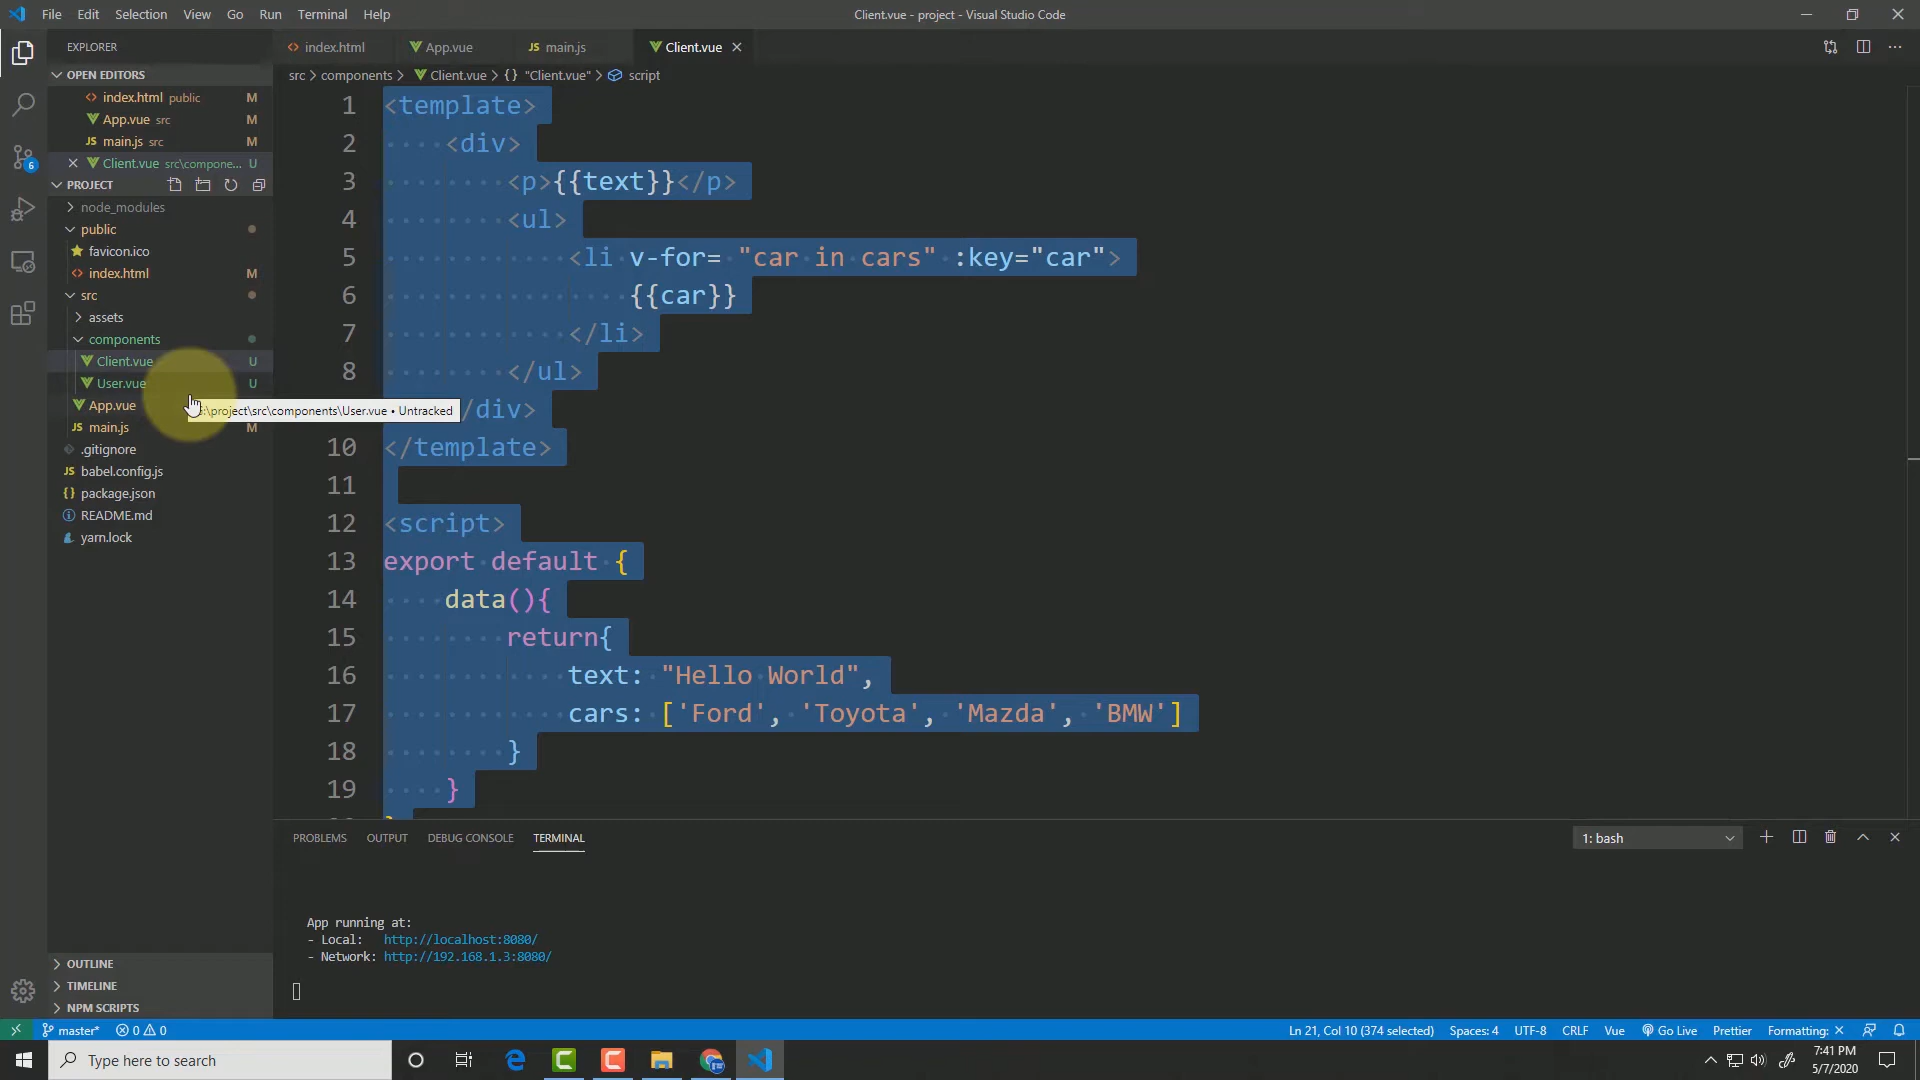 File Edit Selection View Go Run Terminal Help
Client.vue - project - Visual Studio Code
EXPLORER
index.html
App.vue
JS main.js
Client.vue
OPEN EDITORS
src > components > Client.vue > {} "Client.vue" > script
index.html public M
App.vue src M
JS main.js src M
Client.vue src\compone... U
PROJECT
node_modules
public
favicon.ico
index.html M
src
assets
components
Client.vue U
User.vue U
App.vue
JS main.js M
.gitignore
JS babel.config.js
{} package.json
README.md
yarn.lock
\project\src\components\User.vue • Untracked
1 <template>
2 <div>
3 <p>{{text}}</p>
4 <ul>
5 <li v-for= "car in cars" :key="car">
6 {{car}}
7 </li>
8 </ul>
/div>
10 </template>
11
12 <script>
13 export default {
14 data(){
15 return{
16 text: "Hello World",
17 cars: ['Ford', 'Toyota', 'Mazda', 'BMW']
18 }
19 }
PROBLEMS OUTPUT DEBUG CONSOLE TERMINAL
1: bash
App running at:
- Local: http://localhost:8080/
- Network: http://192.168.1.3:8080/
OUTLINE
TIMELINE
NPM SCRIPTS
6
master* 0 0
Ln 21, Col 10 (374 selected) Spaces: 4 UTF-8 CRLF Vue Go Live Prettier Formatting: ×
Type here to search
7:41 PM
5/7/2020